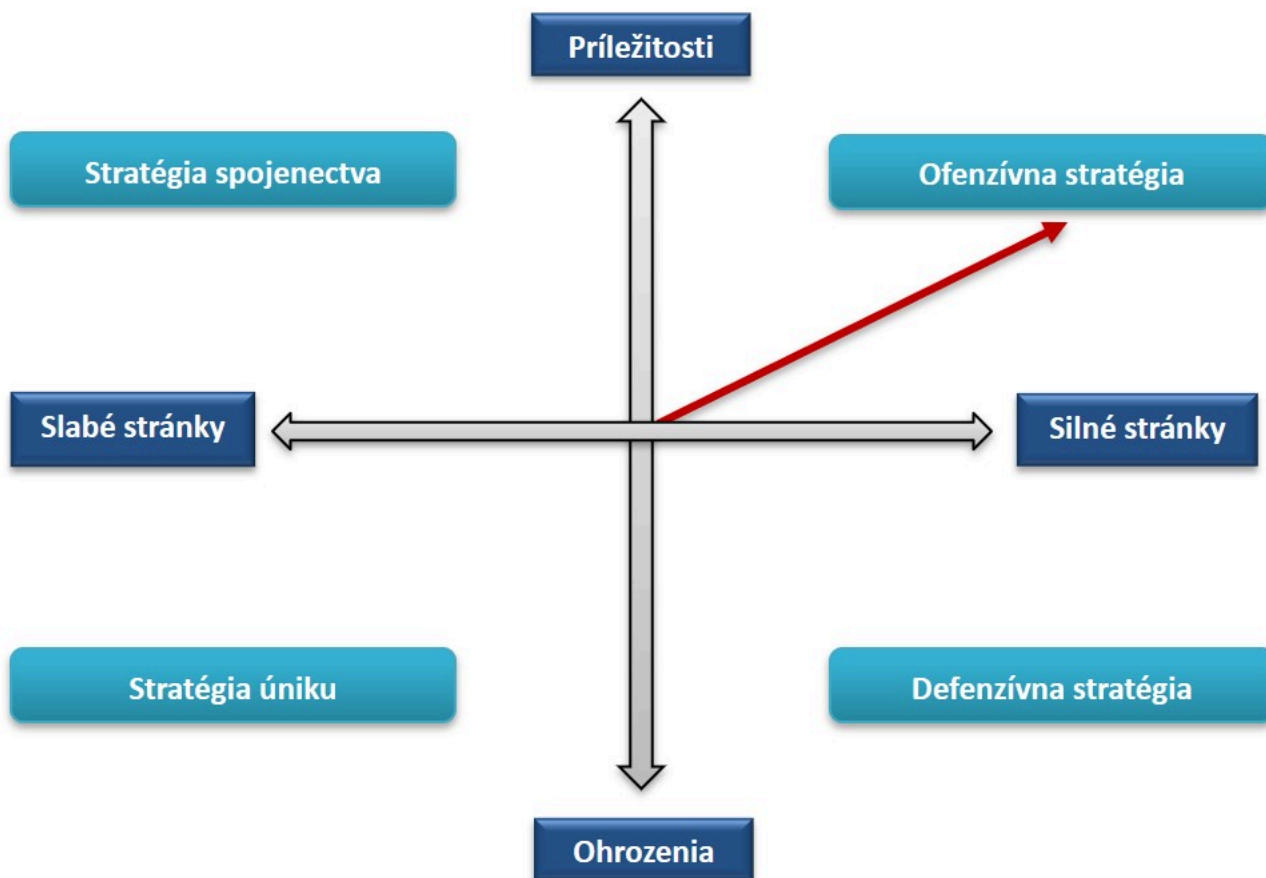 Príležitosti
Stratégia spojenectva
Ofenzívna stratégia
Slabé stránky
Silné stránky
Stratégia úniku
Defenzívna stratégia
Ohrozenia